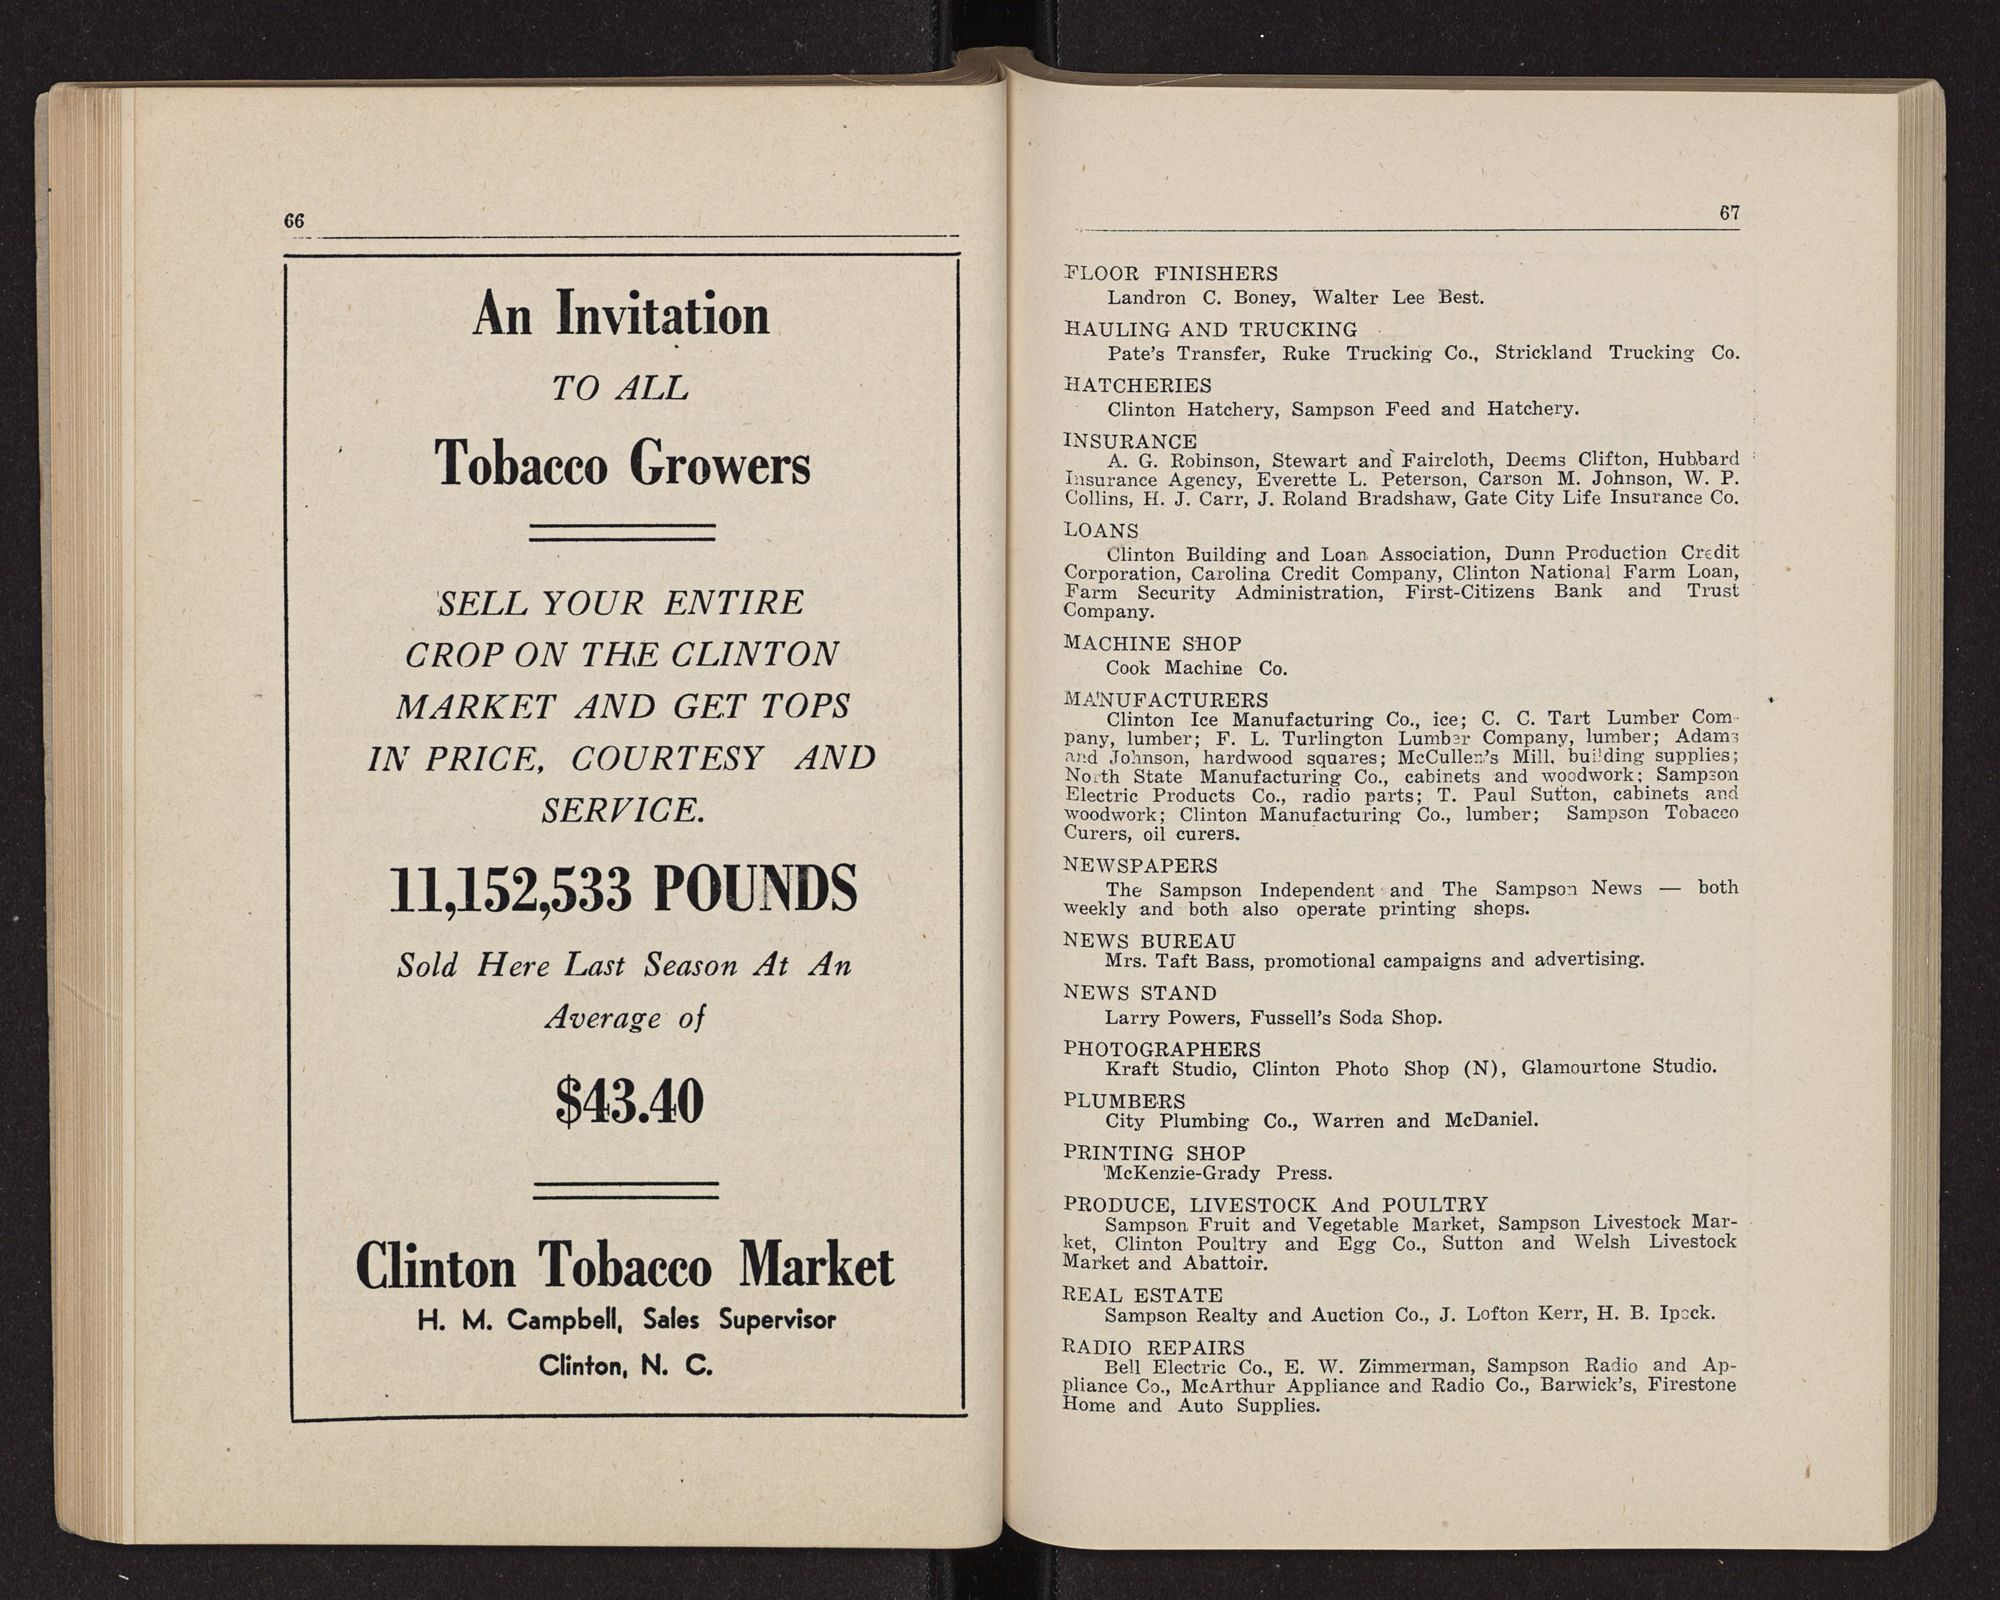 66
An Invitation
TO ALL
Tobacco Growers
SELL YOUR ENTIRE
CROP ON THE CLINTON
MARKET AND GET TOPS
IN PRICE, COURTESY AND
SERVICE.
11,152,533 POUNDS
Sold Here Last Season At An
Average of
$43.40
Clinton Tobacco Market
H. M. Campbell, Sales Supervisor
Clinton, N. C.
67
FLOOR FINISHERS
Landron C. Boney, Walter Lee Best.
HAULING AND TRUCKING
Pate's Transfer, Ruke Trucking Co., Strickland Trucking Co.
HATCHERIES
Clinton Hatchery, Sampson Feed and Hatchery.
INSURANCE
A. G. Robinson, Stewart and Faircloth, Deems Clifton, Hubbard
Insurance Agency, Everette L. Peterson, Carson M. Johnson, W. P.
Collins, H. J. Carr, J. Roland Bradshaw, Gate City Life Insurance Co.
LOANS
Clinton Building and Loan Association, Dunn Production Credit
Corporation, Carolina Credit Company, Clinton National Farm Loan,
Farm Security Administration, First-Citizens Bank and Trust
Company.
MACHINE SHOP
Cook Machine Co.
MANUFACTURERS
Clinton Ice Manufacturing Co., ice; C. C. Tart Lumber Com-
pany, lumber; F. L. Turlington Lumber Company, lumber; Adams
and Johnson, hardwood squares; McCullen's Mill, building supplies;
North State Manufacturing Co., cabinets and woodwork; Sampson
Electric Products Co., radio parts; T. Paul Sutton, cabinets and
woodwork; Clinton Manufacturing Co., lumber; Sampson Tobacco
Curers, oil curers.
NEWSPAPERS
The Sampson Independent and The Sampson News — both
weekly and both also operate printing shops.
NEWS BUREAU
Mrs. Taft Bass, promotional campaigns and advertising.
NEWS STAND
Larry Powers, Fussell's Soda Shop.
PHOTOGRAPHERS
Kraft Studio, Clinton Photo Shop (N), Glamourtone Studio.
PLUMBERS
City Plumbing Co., Warren and McDaniel.
PRINTING SHOP
McKenzie-Grady Press.
PRODUCE, LIVESTOCK And POULTRY
Sampson Fruit and Vegetable Market, Sampson Livestock Mar-
ket, Clinton Poultry and Egg Co., Sutton and Welsh Livestock
Market and Abattoir.
REAL ESTATE
Sampson Realty and Auction Co., J. Lofton Kerr, H. B. Ipock.
RADIO REPAIRS
Bell Electric Co., E. W. Zimmerman, Sampson Radio and Ap-
pliance Co., McArthur Appliance and Radio Co., Barwick's, Firestone
Home and Auto Supplies.